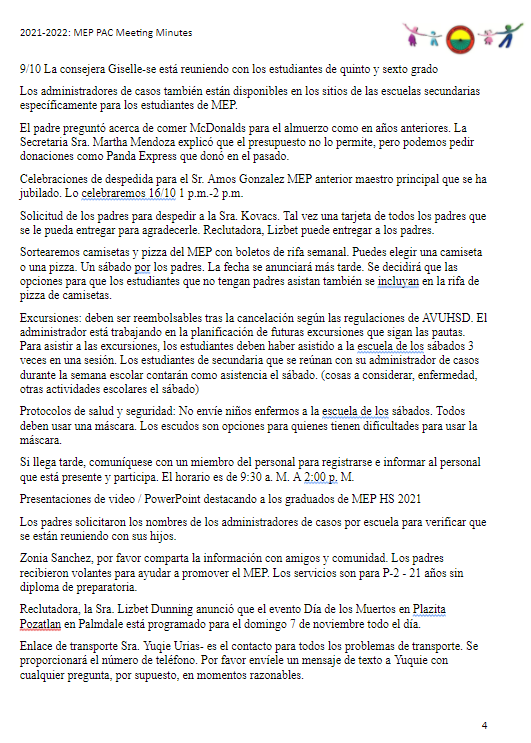 2021-2022: MEP PAC Meeting Minutes
9/10 La consejera Giselle-se está reuniendo con los estudiantes de quinto y sexto grado
Los administradores de casos también están disponibles en los sitios de las escuelas secundarias
específicamente para los estudiantes de MEP.
El padre preguntó acerca de comer McDonalds para el almuerzo como en años anteriores. La
Secretaria Sra. Martha Mendoza explicó que el presupuesto no lo permite, pero podemos pedir
donaciones como Panda Express que donó en el pasado.
Celebraciones de despedida para el Sr. Amos Gonzalez MEP anterior maestro principal que se ha
jubilado. Lo celebraremos 16/10 1 p.m.-2 p.m.
Solicitud de los padres para despedir a la Sra. Kovacs. Tal vez una tarjeta de todos los padres que
se le pueda entregar para agradecerle. Reclutadora, Lizbet puede entregar a los padres.
Sortearemos camisetas y pizza del MEP con boletos de rifa semanal. Puedes elegir una camiseta
o una pizza. Un sábado por los padres. La fecha se anunciará más tarde. Se decidirá que las
opciones para que los estudiantes que no tengan padres asistan también se incluyan en la rifa de
pizza de camisetas.
Excursiones: deben ser reembolsables tras la cancelación según las regulaciones de AVUHSD. El
administrador está trabajando en la planificación de futuras excursiones que sigan las pautas.
Para asistir a las excursiones, los estudiantes deben haber asistido a la escuela de los sábados 3
veces en una sesión. Los estudiantes de secundaria que se reúnan con su administrador de casos
durante la semana escolar contarán como asistencia el sábado. (cosas a considerar, enfermedad,
otras actividades escolares el sábado)
Protocolos de salud y seguridad: No envíe niños enfermos a la escuela de los sábados. Todos
deben usar una máscara. Los escudos son opciones para quienes tienen dificultades para usar la
máscara.
Si llega tarde, comuníquese con un miembro del personal para registrarse e informar al personal
que está presente y participa. El horario es de 9:30 a. M. A 2:00 p. M.
Presentaciones de video / PowerPoint destacando a los graduados de MEP HS 2021
Los padres solicitaron los nombres de los administradores de casos por escuela para verificar que
se están reuniendo con sus hijos.
Zonia Sanchez, por favor comparta la información con amigos y comunidad. Los padres
recibieron volantes para ayudar a promover el MEP. Los servicios son para P-2 - 21 años sin
diploma de preparatoria.
Reclutadora, la Sra. Lizbet Dunning anunció que el evento Día de los Muertos en Plazita
Pozatlan en Palmdale está programado para el domingo 7 de noviembre todo el día.
Enlace de transporte Sra. Yuqie Urias- es el contacto para todos los problemas de transporte. Se
proporcionará el número de teléfono. Por favor envíele un mensaje de texto a Yuquie con
cualquier pregunta, por supuesto, en momentos razonables.
4